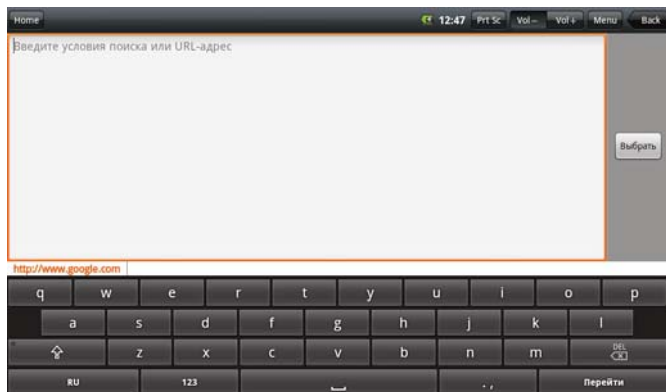 Home 12:47 Prt Sc Vol – Vol + Menu Back
Введите условия поиска или URL-адрес
Выбрать
http://www.google.com
q w e r t y u i o p
a s d f g h j k l
z x c v b n m DEL
RU 123 . , Перейти